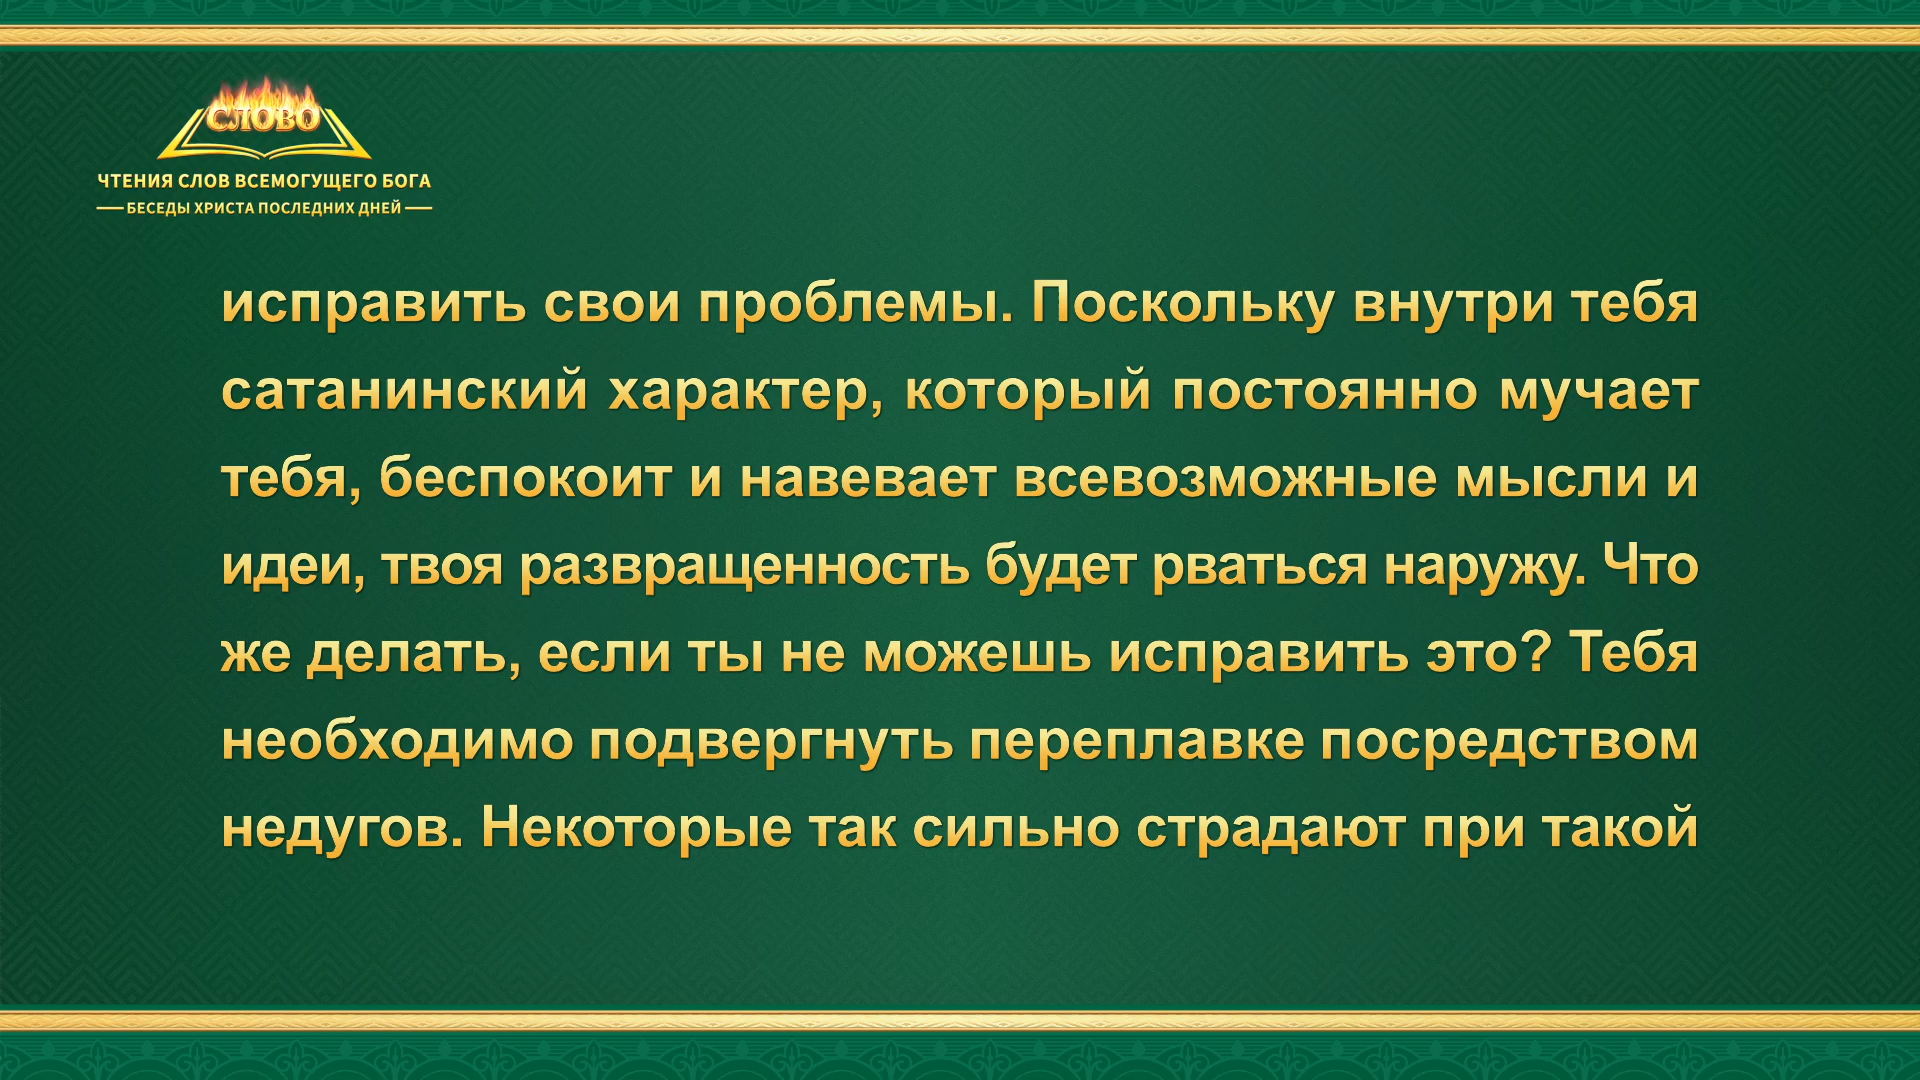 СЛОВО
ЧТЕНИЯ СЛОВ ВСЕМОГУЩЕГО БОГА
БЕСЕДЫ ХРИСТА ПОСЛЕДНИХ ДНЕЙ
исправить свои проблемы. Поскольку внутри тебя
сатанинский характер, который постоянно мучает
тебя, беспокоит и навевает всевозможные мысли и
идеи, твоя развращенность будет рваться наружу. Что
же делать, если ты не можешь исправить это? Тебя
необходимо подвергнуть переплавке посредством
недугов. Некоторые так сильно страдают при такой